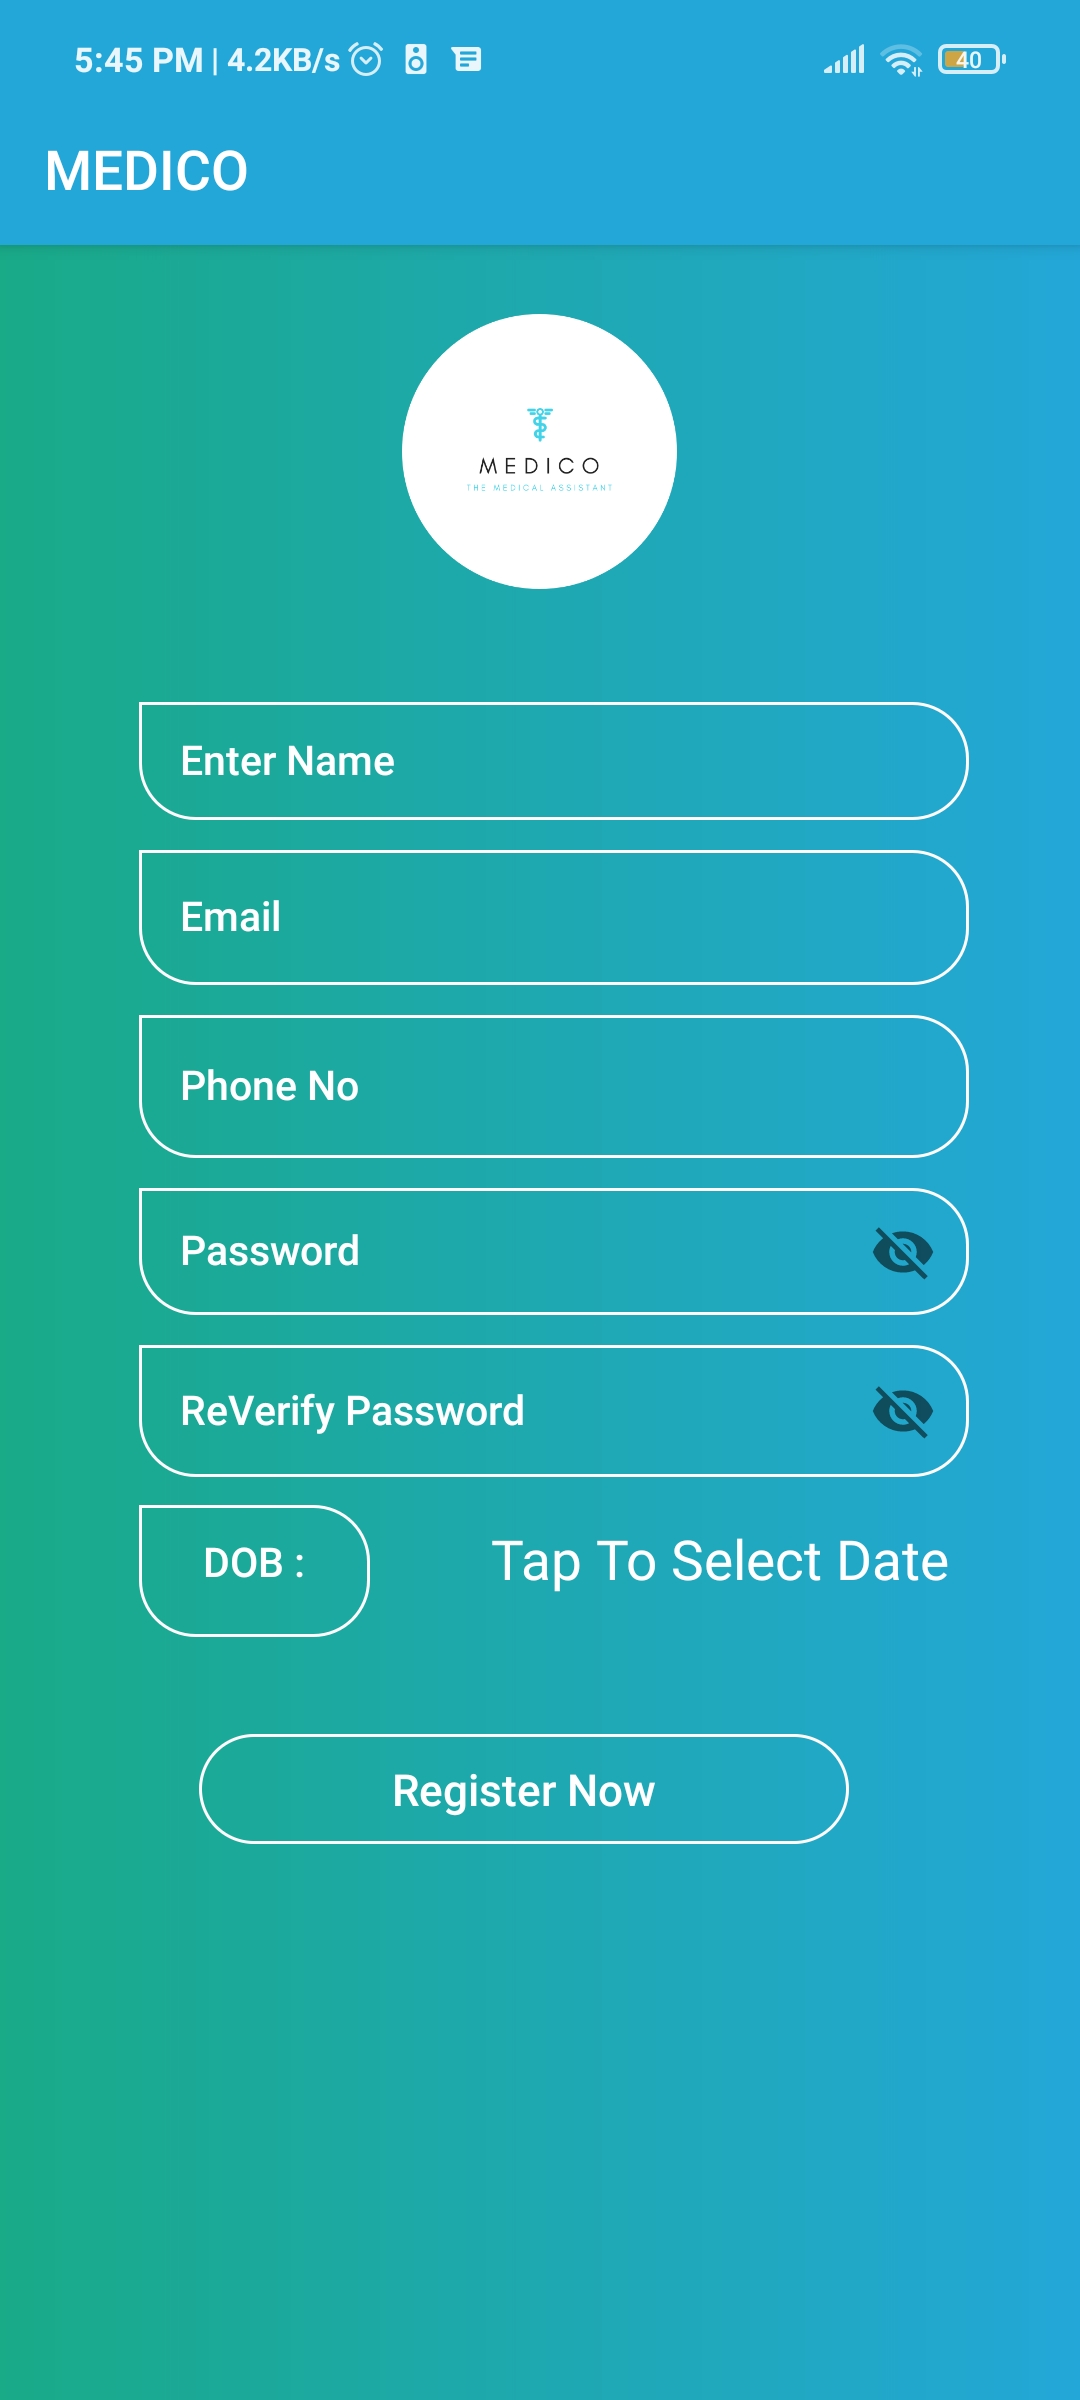 5:45 PM | 4.2KB/s 40
MEDICO
MEDICO
THE MEDICAL ASSISTANT
Enter Name
Email
Phone No
Password
ReVerify Password
DOB : Tap To Select Date
Register Now